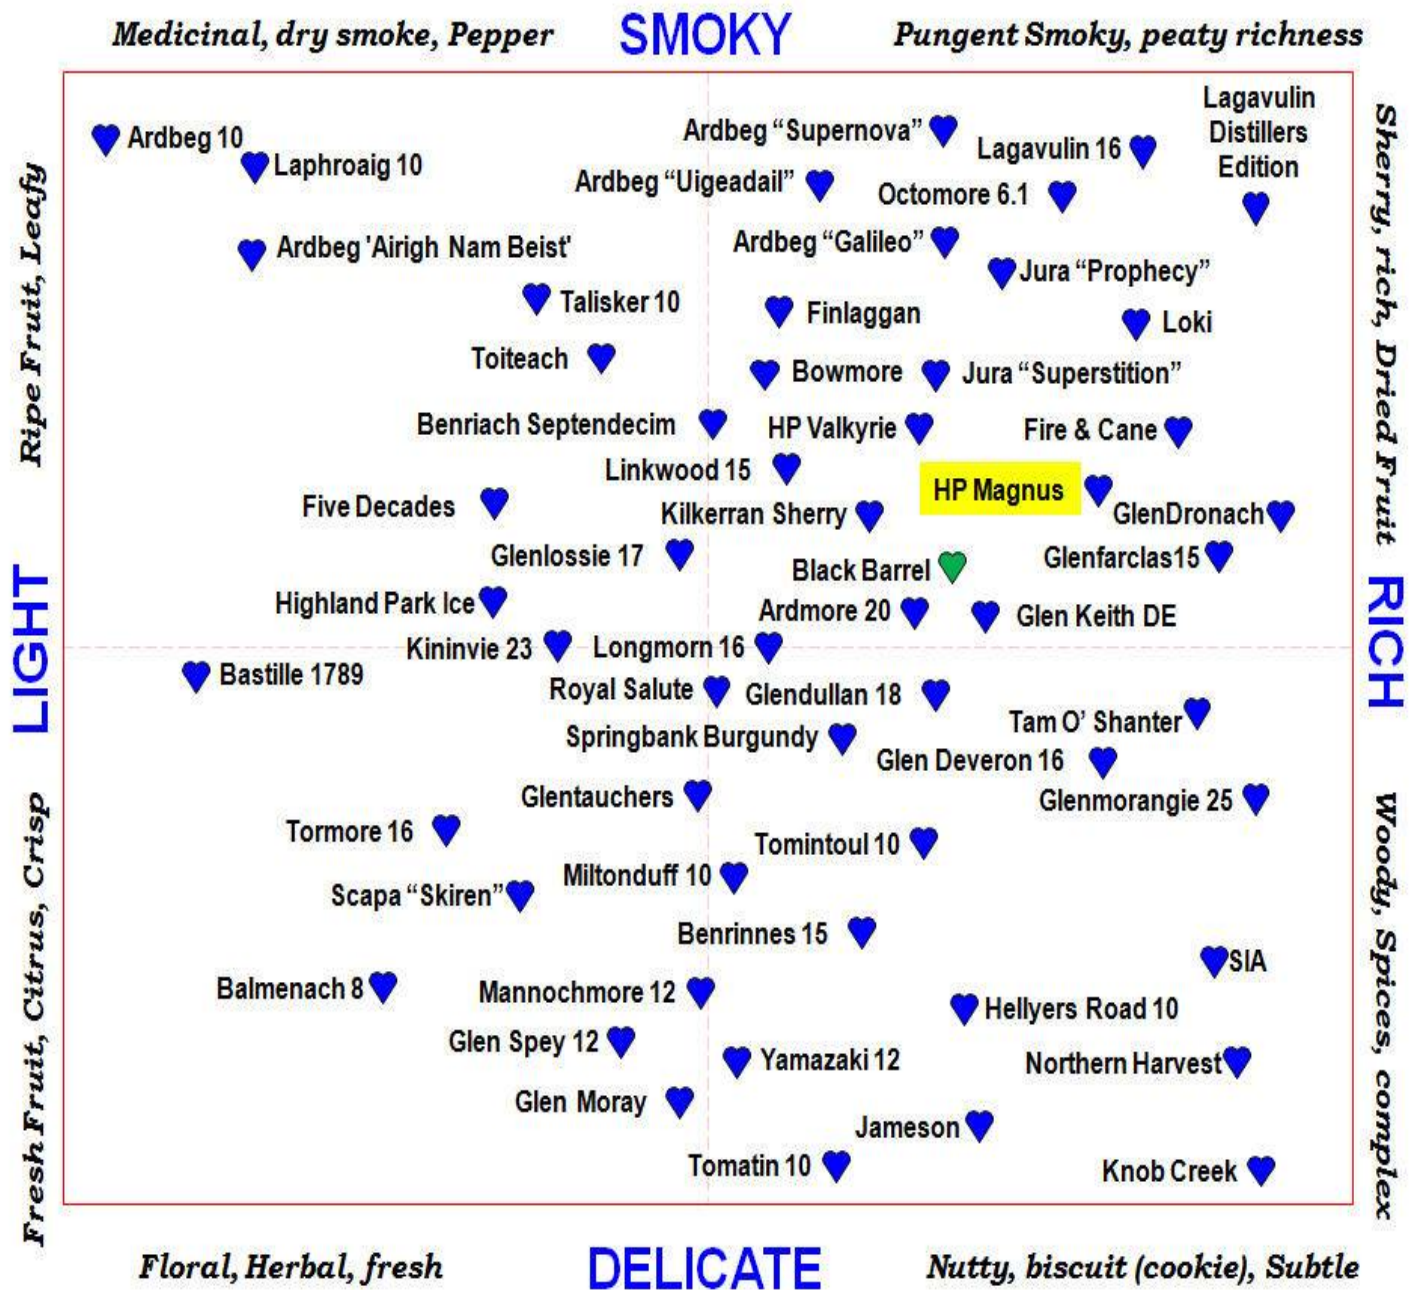 Medicinal, dry smoke, Pepper
SMOKY
Pungent Smoky, peaty richness
Ripe Fruit, Leafy
LIGHT
Fresh Fruit, Citrus, Crisp
Sherry, rich, Dried Fruit
RICH
Woody, Spices, complex
Lagavulin
Distillers
Edition
Ardbeg 10
Ardbeg “Supernova”
Lagavulin 16
Laphroaig 10
Ardbeg “Uigeadail”
Octomore 6.1
Ardbeg 'Airigh Nam Beist'
Ardbeg “Galileo”
Jura “Prophecy”
Talisker 10
Finlaggan
Loki
Toiteach
Bowmore
Jura “Superstition”
Benriach Septendecim
HP Valkyrie
Fire & Cane
Linkwood 15
HP Magnus
Five Decades
Kilkerran Sherry
GlenDronach
Glenlossie 17
Black Barrel
Glenfarclas15
Highland Park Ice
Ardmore 20
Glen Keith DE
Kininvie 23
Longmorn 16
Bastille 1789
Royal Salute
Glendullan 18
Tam O’ Shanter
Springbank Burgundy
Glen Deveron 16
Glentauchers
Glenmorangie 25
Tormore 16
Tomintoul 10
Miltonduff 10
Scapa “Skiren”
Benrinnes 15
SIA
Balmenach 8
Mannochmore 12
Hellyers Road 10
Glen Spey 12
Yamazaki 12
Northern Harvest
Glen Moray
Jameson
Tomatin 10
Knob Creek
Floral, Herbal, fresh
DELICATE
Nutty, biscuit (cookie), Subtle